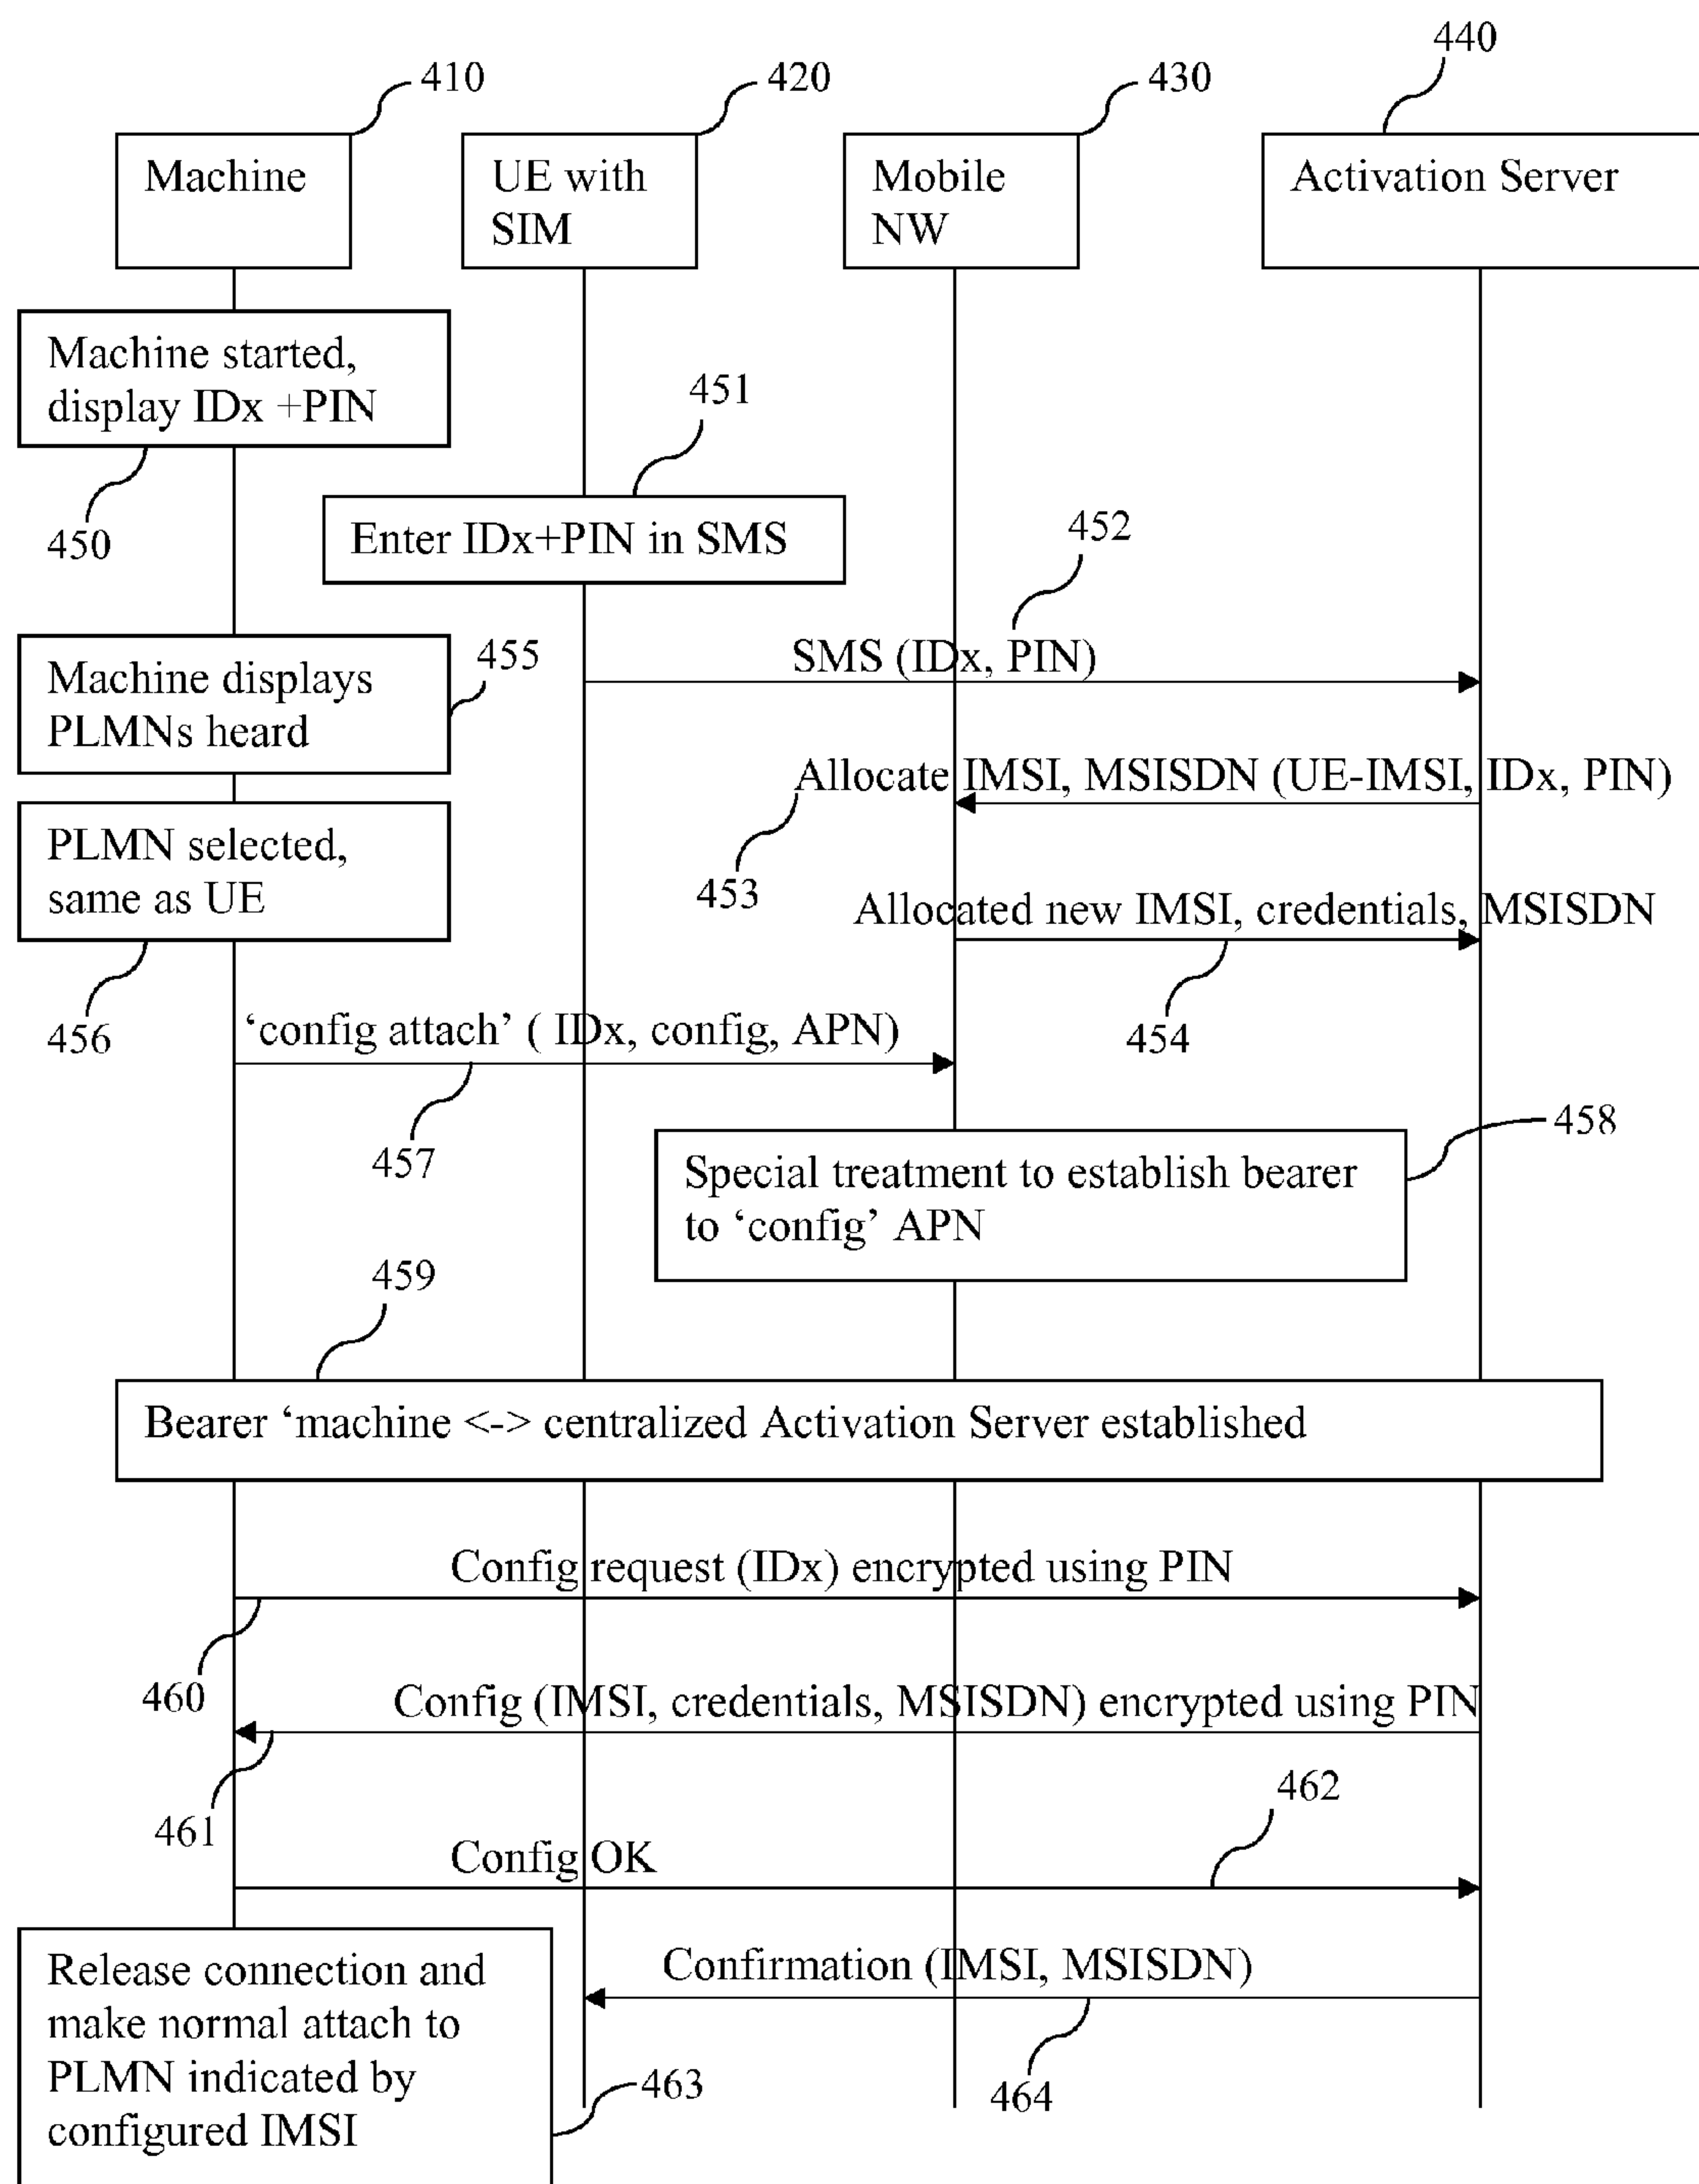 440
410
420
430
Machine
UE with
SIM
Mobile
NW
Activation Server
Machine started,
display IDx +PIN
451
450
Enter IDx+PIN in SMS
452
Machine displays
PLMNs heard
455
SMS (IDx, PIN)
Allocate IMSI, MSISDN (UE-IMSI, IDx, PIN)
PLMN selected,
same as UE
453
Allocated new IMSI, credentials, MSISDN
456
‘config attach’ ( IDx, config, APN)
454
457
458
Special treatment to establish bearer
to ‘config’ APN
459
Bearer ‘machine <-> centralized Activation Server established
Config request (IDx) encrypted using PIN
460
Config (IMSI, credentials, MSISDN) encrypted using PIN
461
462
Config OK
Release connection and
make normal attach to
PLMN indicated by
configured IMSI
Confirmation (IMSI, MSISDN)
463
464